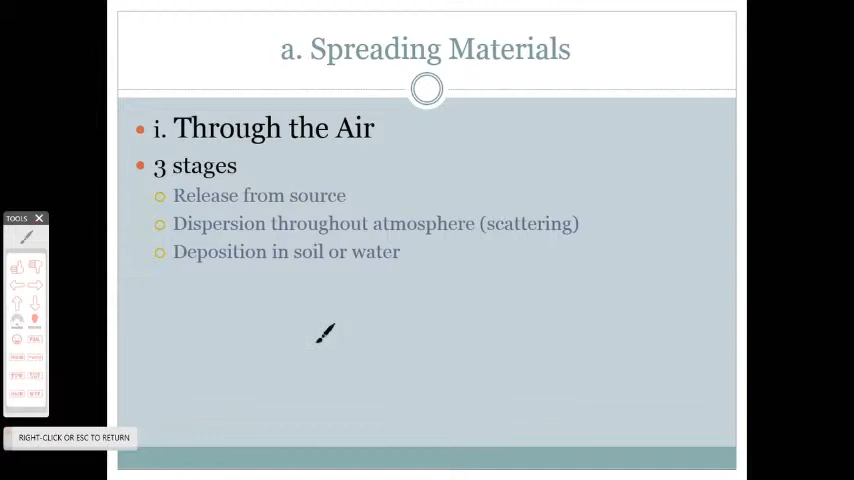 a. Spreading Materials
i. Through the Air
3 stages
Release from source
Dispersion throughout atmosphere (scattering)
Deposition in soil or water
TOOLS
RIGHT-CLICK OR ESC TO RETURN